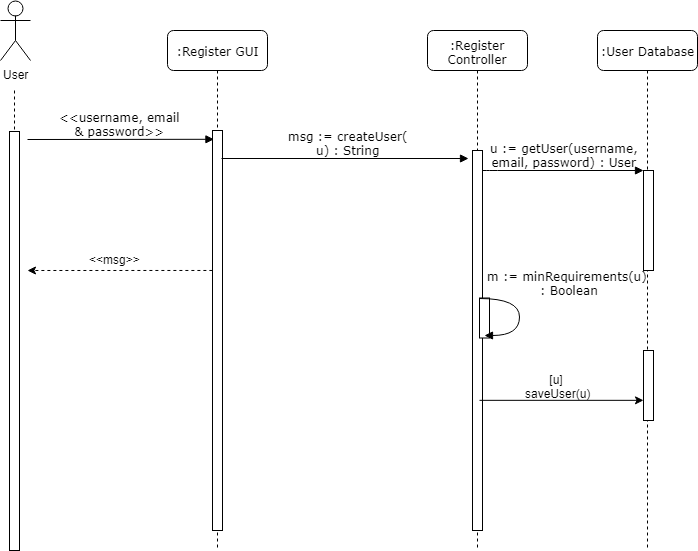 User
:Register GUI
:Register
Controller
:User Database
<<username, email
& password>>
msg := createUser(
u) : String
u := getUser(username,
email, password) : User
<<msg>>
m := minRequirements(u)
: Boolean
[u]
saveUser(u)